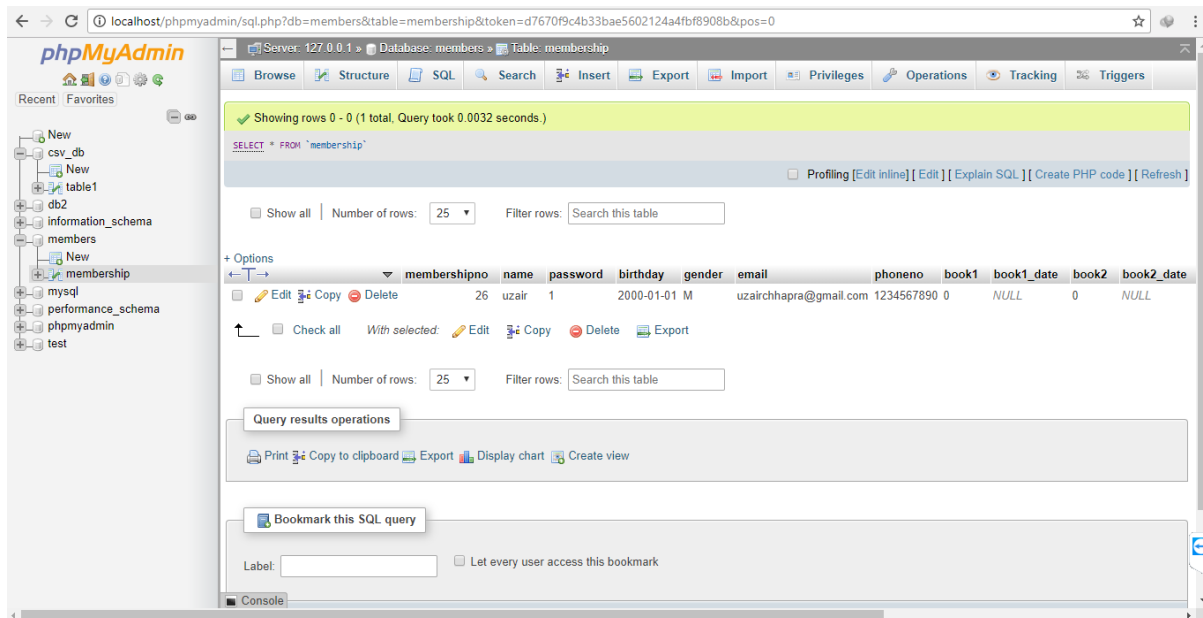 localhost/phpmyadmin/sql.php?db=members&table=membership&token=d7670f9c4b33bae5602124a4fbf8908b&pos=0
phpMyAdmin
Recent Favorites
New
csv_db
New
table1
db2
information_schema
members
New
membership
mysql
performance_schema
phpmyadmin
test
Server: 127.0.0.1 » Database: members » Table: membership
Browse Structure SQL Search Insert Export Import Privileges Operations Tracking Triggers
Showing rows 0 - 0 (1 total, Query took 0.0032 seconds.)
SELECT * FROM `membership`
Profiling [Edit inline] [ Edit ] [ Explain SQL ] [ Create PHP code ] [ Refresh ]
Show all | Number of rows: 25 Filter rows: Search this table
+ Options
←T→ membershipno name password birthday gender email phoneno book1 book1_date book2 book2_date
Edit Copy Delete 26 uzair 1 2000-01-01 M uzairchhapra@gmail.com 1234567890 0 NULL 0 NULL
Check all With selected: Edit Copy Delete Export
Show all | Number of rows: 25 Filter rows: Search this table
Query results operations
Print Copy to clipboard Export Display chart Create view
Bookmark this SQL query
Label: Let every user access this bookmark
Console